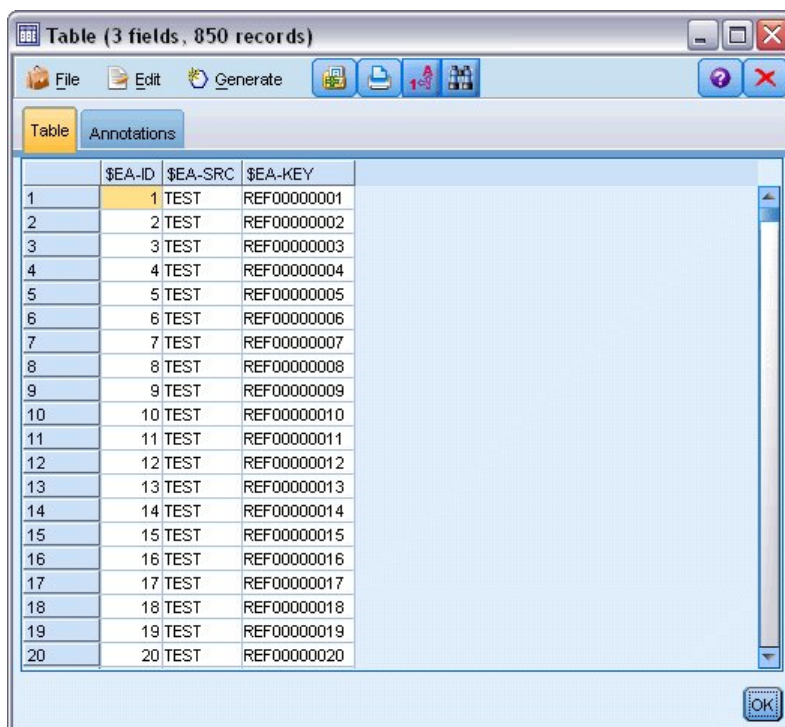 Table (3 fields, 850 records)
File Edit Generate
Table Annotations
$EA-ID $EA-SRC $EA-KEY
1 1 TEST REF00000001
2 2 TEST REF00000002
3 3 TEST REF00000003
4 4 TEST REF00000004
5 5 TEST REF00000005
6 6 TEST REF00000006
7 7 TEST REF00000007
8 8 TEST REF00000008
9 9 TEST REF00000009
10 10 TEST REF00000010
11 11 TEST REF00000011
12 12 TEST REF00000012
13 13 TEST REF00000013
14 14 TEST REF00000014
15 15 TEST REF00000015
16 16 TEST REF00000016
17 17 TEST REF00000017
18 18 TEST REF00000018
19 19 TEST REF00000019
20 20 TEST REF00000020
OK